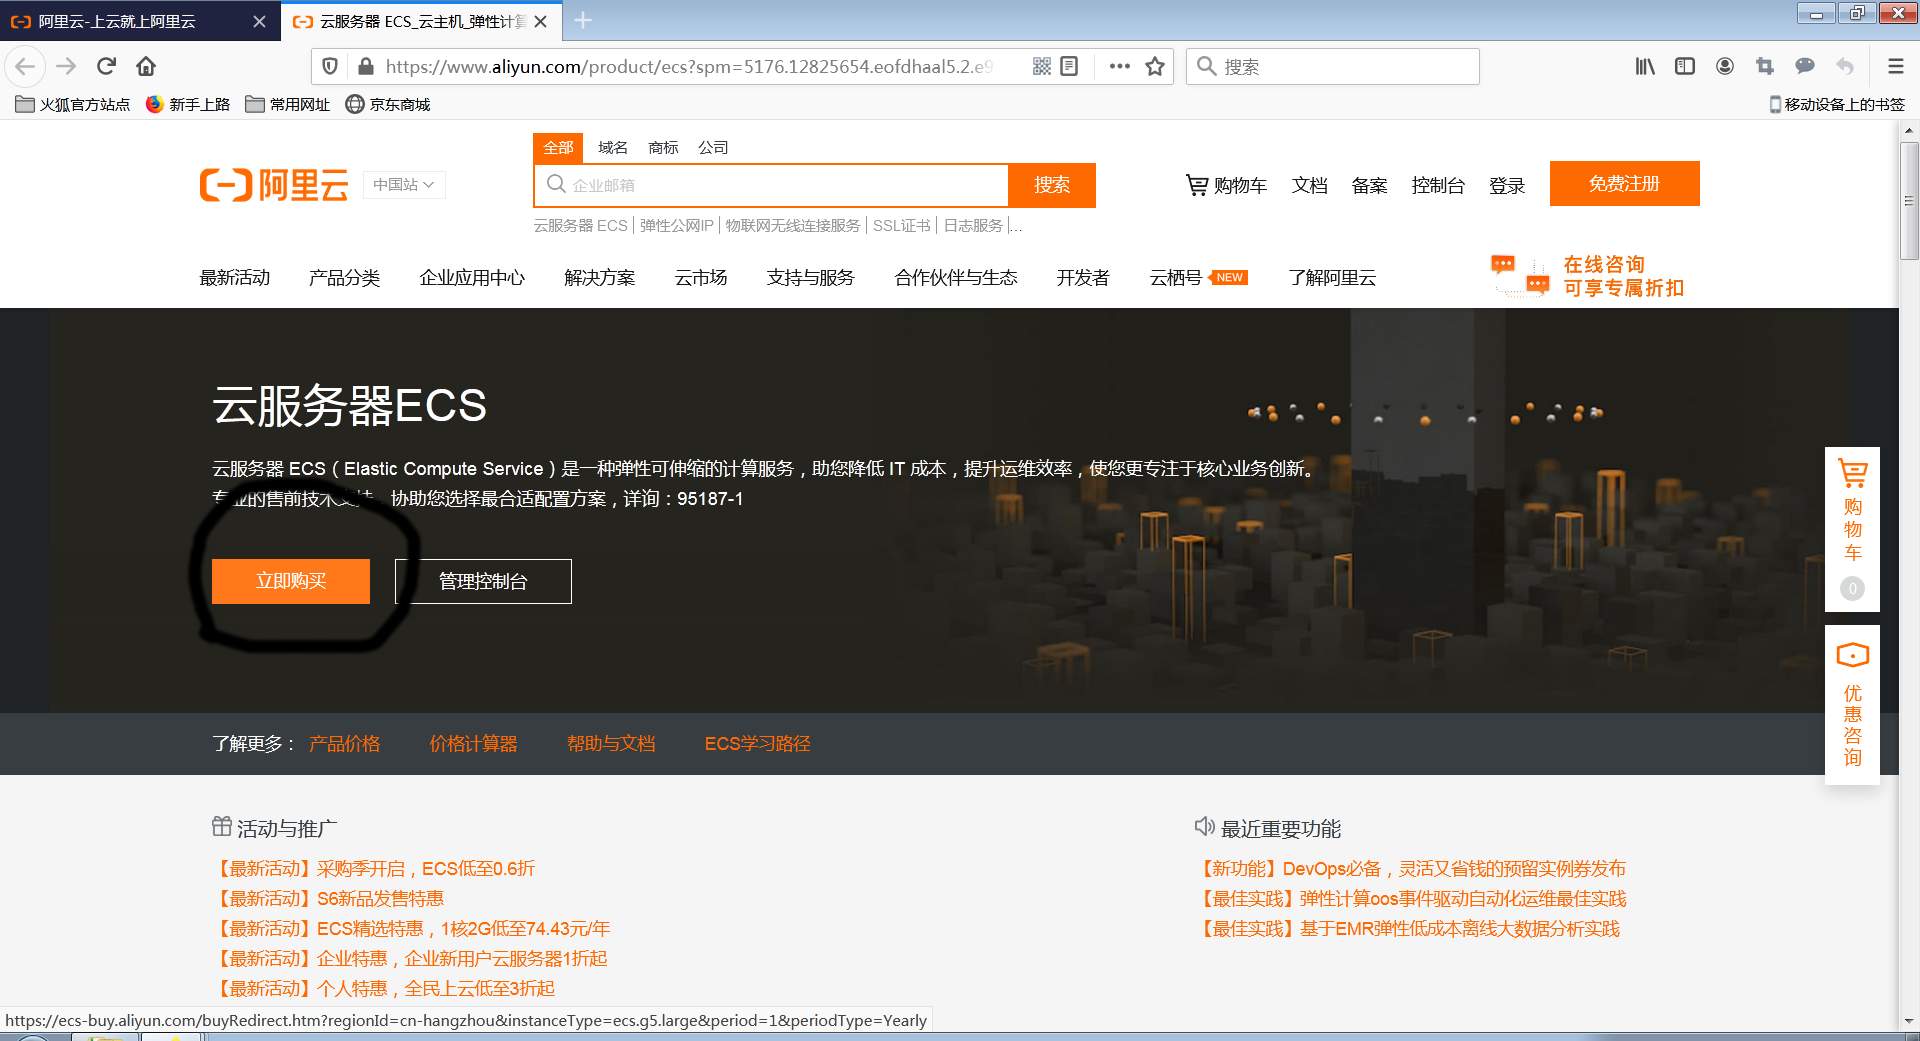 阿里云-上云就上阿里云
云服务器 ECS_云主机_弹性计算
https://www.aliyun.com/product/ecs?spm=5176.12825654.eofdhaal5.2.e9
搜索
火狐官方站点 新手上路 常用网址 京东商城
移动设备上的书签
全部 域名 商标 公司
阿里云 中国站
企业邮箱 搜索
购物车 文档 备案 控制台 登录 免费注册
云服务器 ECS 弹性公网IP 物联网无线连接服务 SSL证书 日志服务 ...
最新活动 产品分类 企业应用中心 解决方案 云市场 支持与服务 合作伙伴与生态 开发者 云栖号 NEW 了解阿里云
在线咨询
可享专属折扣
云服务器ECS
云服务器 ECS（Elastic Compute Service）是一种弹性可伸缩的计算服务，助您降低 IT 成本，提升运维效率，使您更专注于核心业务创新。
专业的售前技术支持，协助您选择最合适配置方案，详询：95187-1
立即购买 管理控制台
购物车
0
优惠咨询
了解更多： 产品价格 价格计算器 帮助与文档 ECS学习路径
活动与推广
【最新活动】采购季开启，ECS低至0.6折
【最新活动】S6新品发售特惠
【最新活动】ECS精选特惠，1核2G低至74.43元/年
【最新活动】企业特惠，企业新用户云服务器1折起
【最新活动】个人特惠，全民上云低至3折起
最近重要功能
【新功能】DevOps必备，灵活又省钱的预留实例券发布
【最佳实践】弹性计算oos事件驱动自动化运维最佳实践
【最佳实践】基于EMR弹性低成本离线大数据分析实践
https://ecs-buy.aliyun.com/buyRedirect.htm?regionId=cn-hangzhou&instanceType=ecs.g5.large&period=1&periodType=Yearly